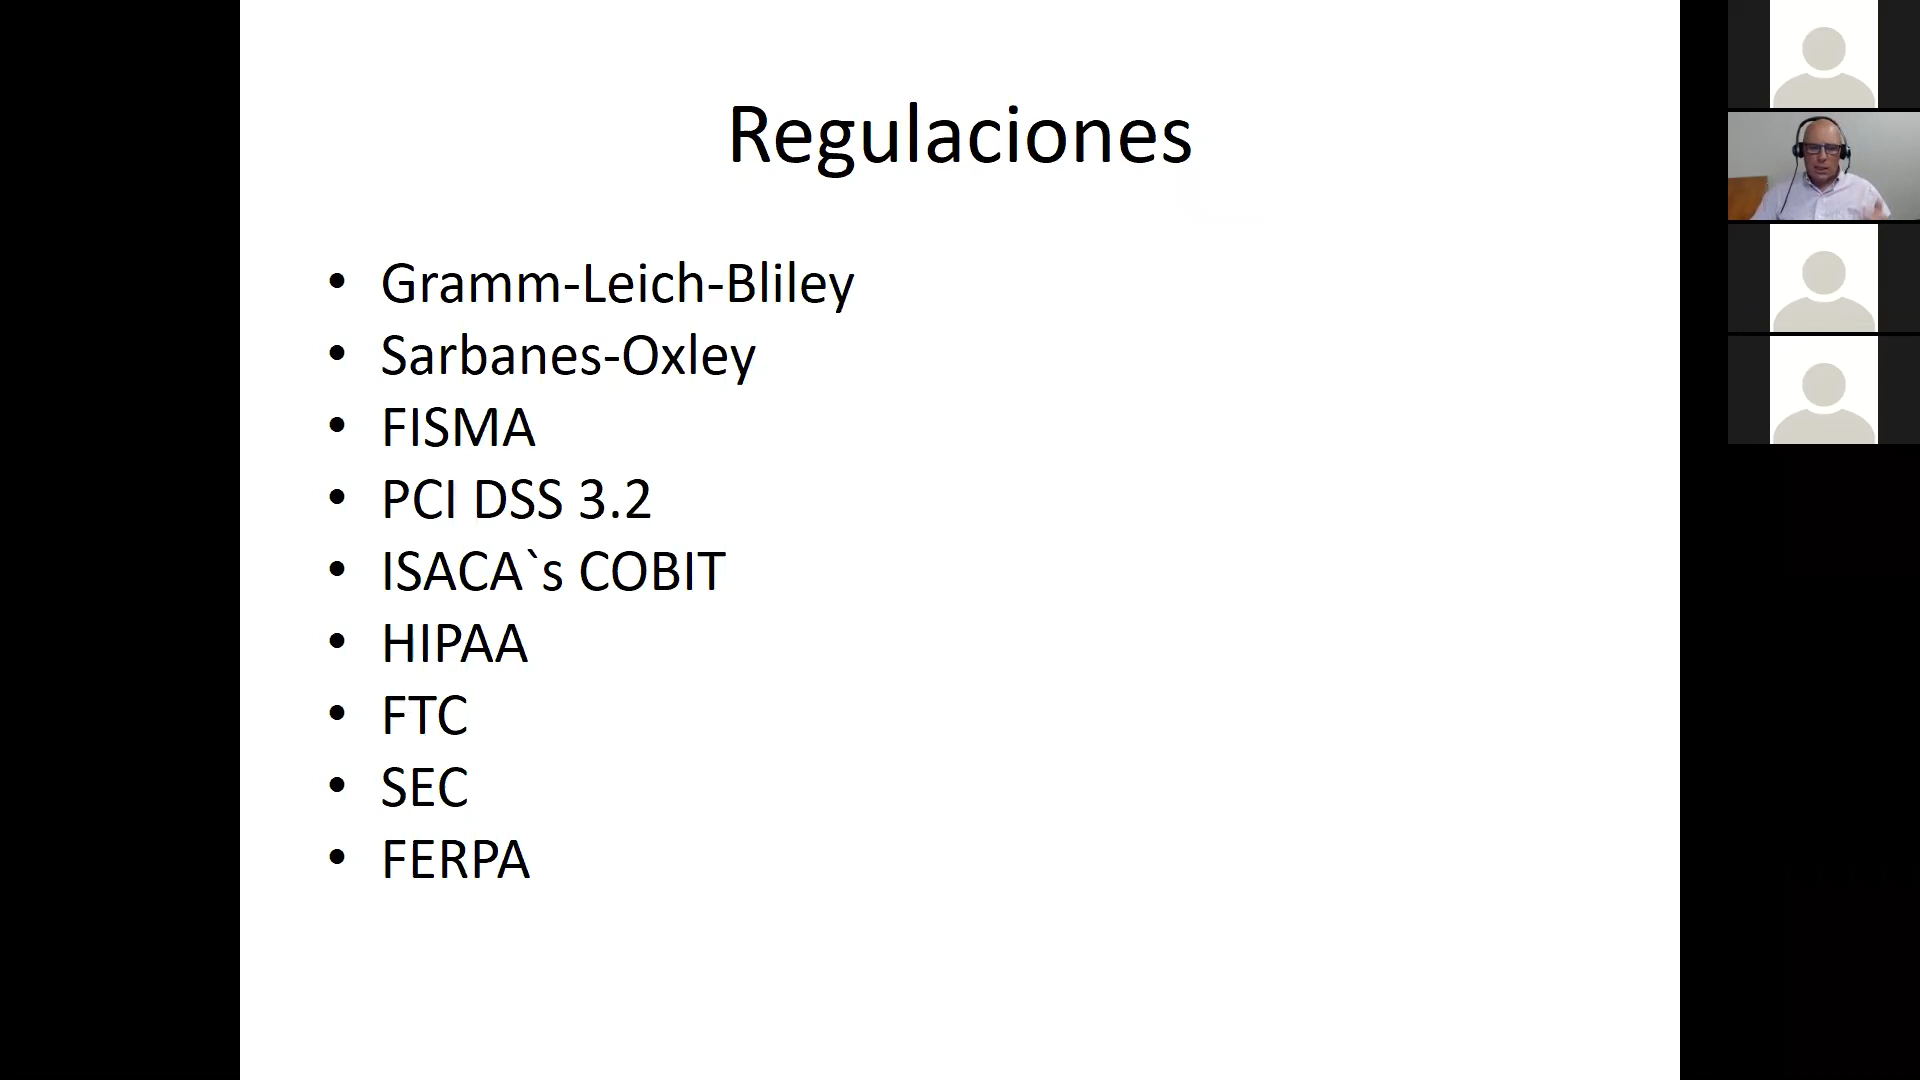 Regulaciones
• Gramm-Leich-Bliley
• Sarbanes-Oxley
• FISMA
• PCI DSS 3.2
• ISACA`s COBIT
• HIPAA
• FTC
• SEC
• FERPA